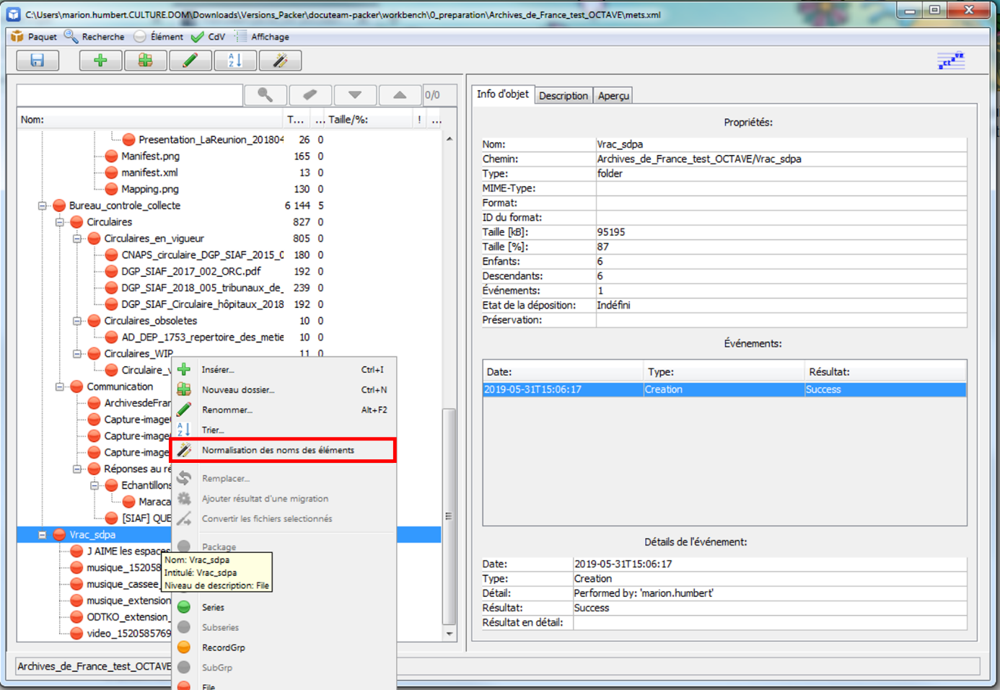 C:\Users\marion.humbert.CULTURE.DOM\Downloads\Versions_Packer\docuteam-packer\workbench\0_preparation\Archives_de_France_test_OCTAVE\mets.xml
Paquet Recherche Élément CdV Affichage
0/0
Nom: T... ... Taille/%: ! ...
Presentation_LaReunion_201804 26 0
Manifest.png 165 0
manifest.xml 13 0
Mapping.png 130 0
Bureau_controle_collecte 6 144 5
Circulaires 827 0
Circulaires_en_vigueur 805 0
CNAPS_circulaire_DGP_SIAF_2015_0 180 0
DGP_SIAF_2017_002_ORC.pdf 192 0
DGP_SIAF_2018_005_tribunaux_de_ 239 0
DGP_SIAF_Circulaire_hôpitaux_2018 192 0
Circulaires_obsoletes 10 0
AD_DEP_1753_repertoire_des_metie 10 0
Circulaires_WIP 11 0
Circulaire_v
Communication
ArchivesdeFrar
Capture-image
Capture-image
Capture-image
Réponses au re
Echantillons
Maraca
[SIAF] QUE
Vrac_sdpa
J AIME les espaces
musique_152058
musique_cassee_
musique_extension
ODTKO_extension_
video_1520585769
Insérer... Ctrl+I
Nouveau dossier... Ctrl+N
Renommer... Alt+F2
Trier...
Normalisation des noms des éléments
Remplacer...
Ajouter résultat d'une migration
Convertir les fichiers selectionnés
Package
Nom: Vrac_sdpa
Intitulé: Vrac_sdpa
Niveau de description: File
Series
Subseries
RecordGrp
SubGrp
File
Archives_de_France_test_OCTAVE
Info d'objet Description Aperçu
Propriétés:
Nom: Vrac_sdpa
Chemin: Archives_de_France_test_OCTAVE/Vrac_sdpa
Type: folder
MIME-Type:
Format:
ID du format:
Taille [kB]: 95195
Taille [%]: 87
Enfants: 6
Descendants: 6
Événements: 1
Etat de la déposition: Indéfini
Préservation:
Événements:
Date: Type: Résultat:
2019-05-31T15:06:17 Creation Success
Détails de l'événement:
Date: 2019-05-31T15:06:17
Type: Creation
Détail: Performed by: 'marion.humbert'
Résultat: Success
Résultat en détail: